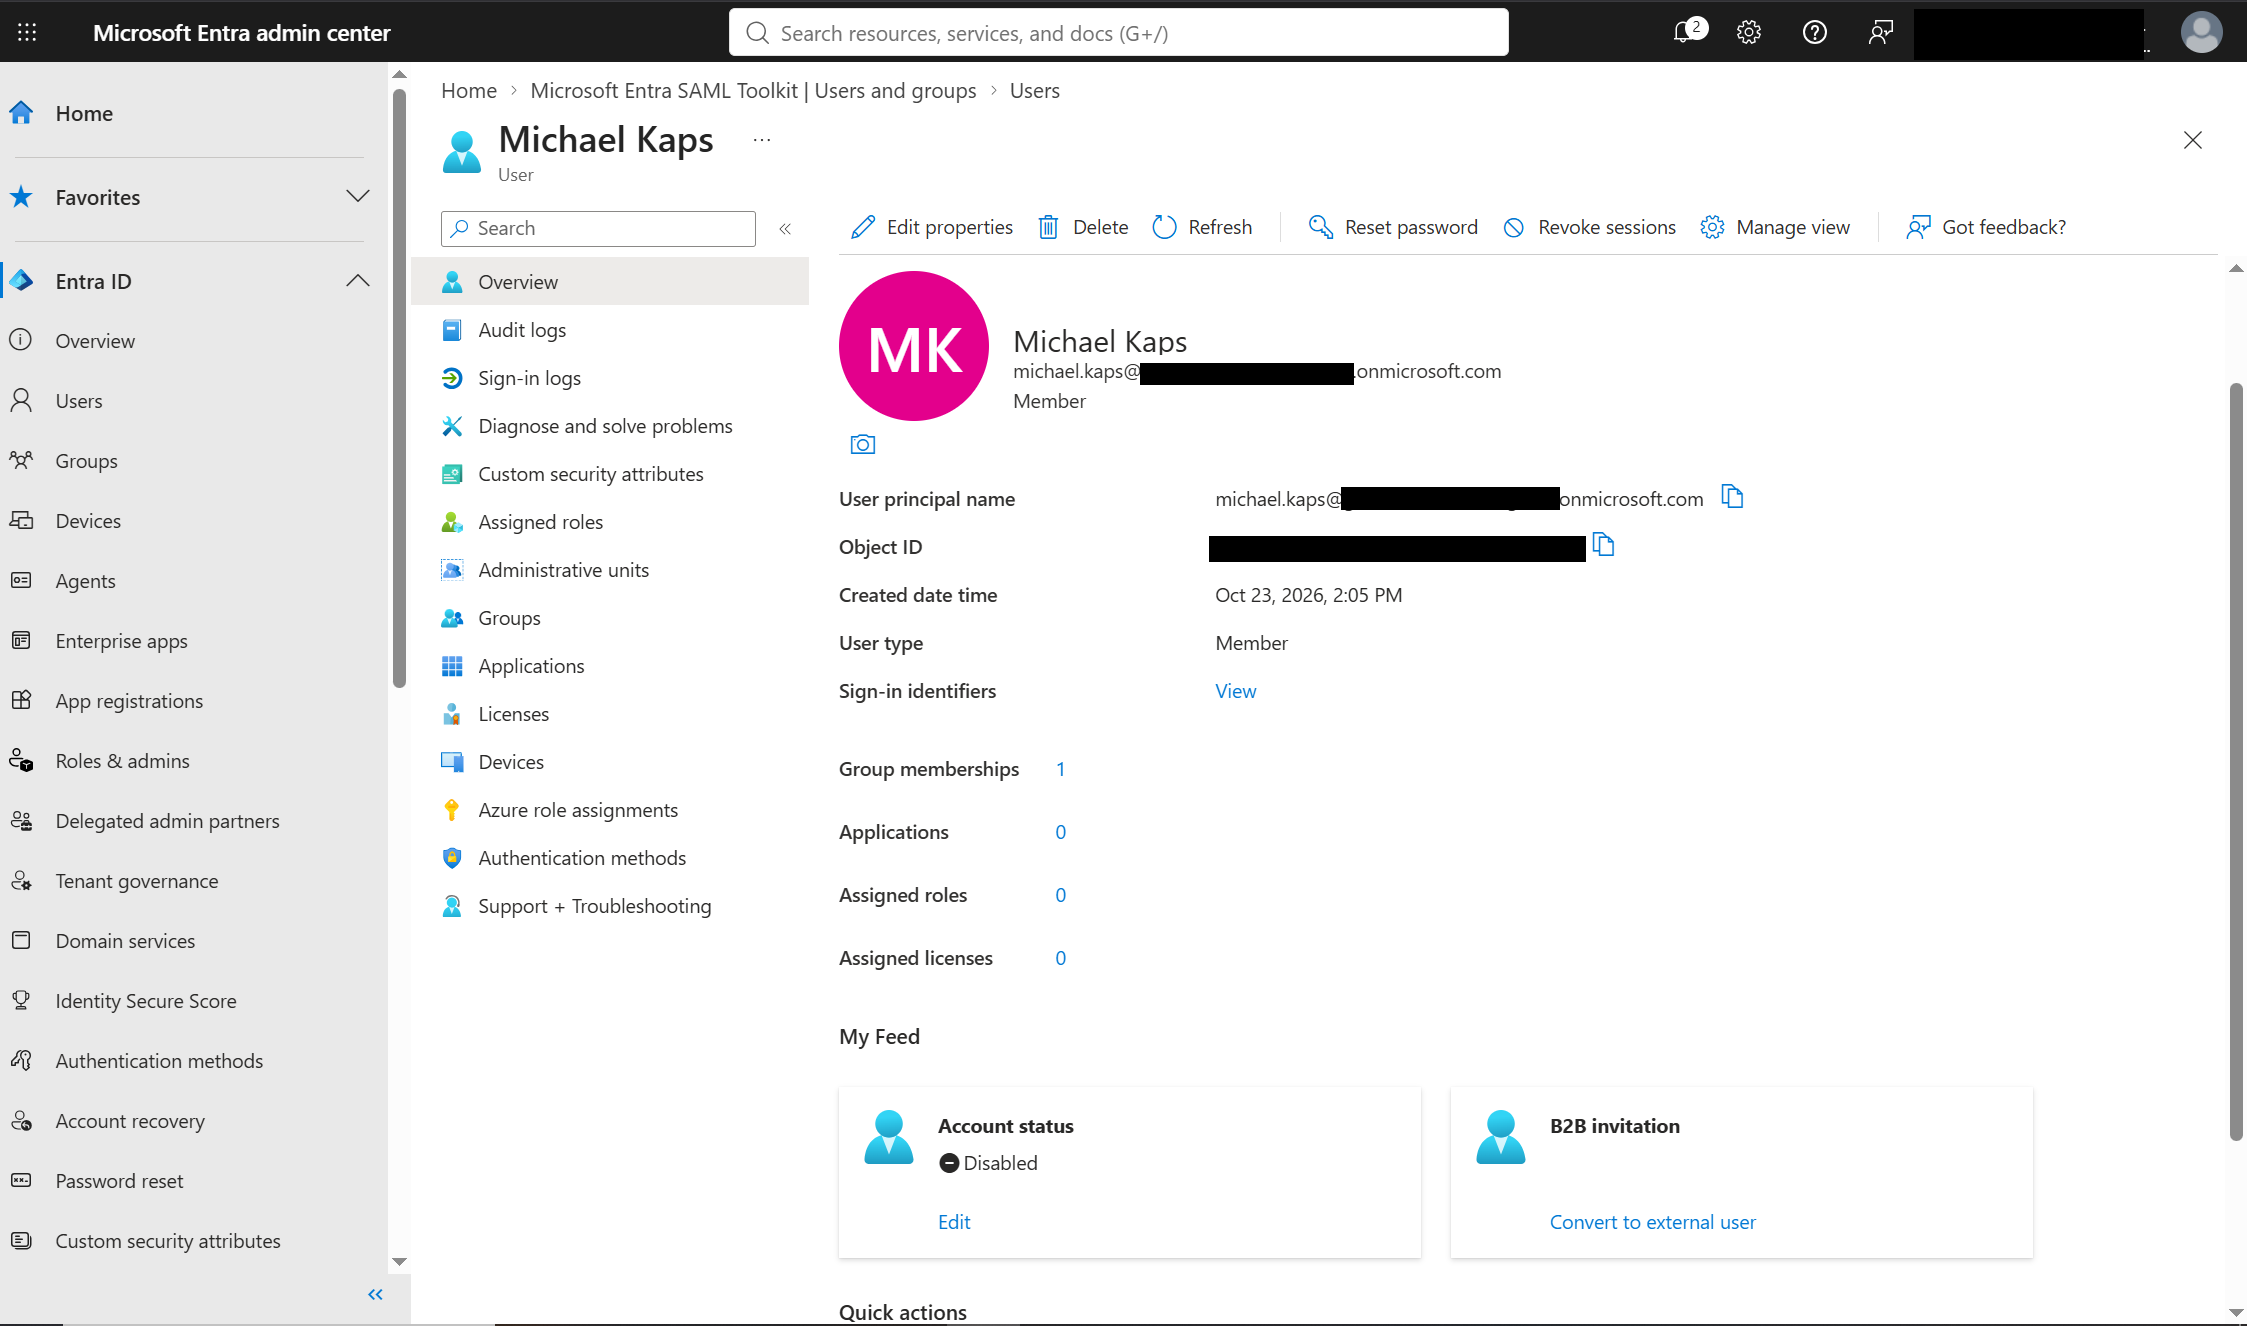 Microsoft Entra admin center
Search resources, services, and docs (G+/)
2
Home
Favorites
Entra ID
Overview
Users
Groups
Devices
Agents
Enterprise apps
App registrations
Roles & admins
Delegated admin partners
Tenant governance
Domain services
Identity Secure Score
Authentication methods
Account recovery
Password reset
Custom security attributes
Home > Microsoft Entra SAML Toolkit | Users and groups > Users
Michael Kaps ...
User
Search
Overview
Audit logs
Sign-in logs
Diagnose and solve problems
Custom security attributes
Assigned roles
Administrative units
Groups
Applications
Licenses
Devices
Azure role assignments
Authentication methods
Support + Troubleshooting
Edit properties Delete Refresh Reset password Revoke sessions Manage view Got feedback?
MK
Michael Kaps
michael.kaps@ .onmicrosoft.com
Member
User principal name michael.kaps@ onmicrosoft.com
Object ID
Created date time Oct 23, 2026, 2:05 PM
User type Member
Sign-in identifiers View
Group memberships 1
Applications 0
Assigned roles 0
Assigned licenses 0
My Feed
Account status
Disabled
Edit
B2B invitation
Convert to external user
Quick actions